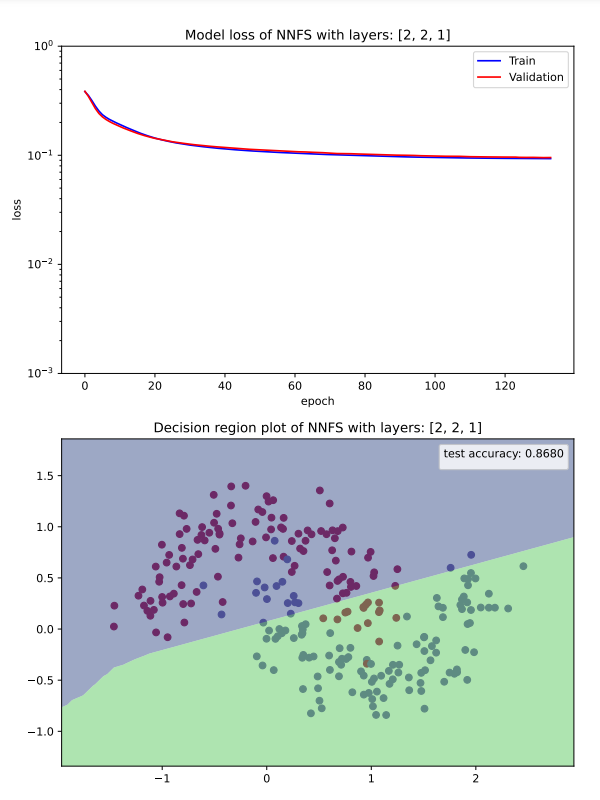 Model loss of NNFS with layers: [2, 2, 1]
10⁰
Train
Validation
10⁻¹
loss
10⁻²
10⁻³
0 20 40 60 80 100 120
epoch
Decision region plot of NNFS with layers: [2, 2, 1]
test accuracy: 0.8680
1.5
1.0
0.5
0.0
−0.5
−1.0
−1 0 1 2